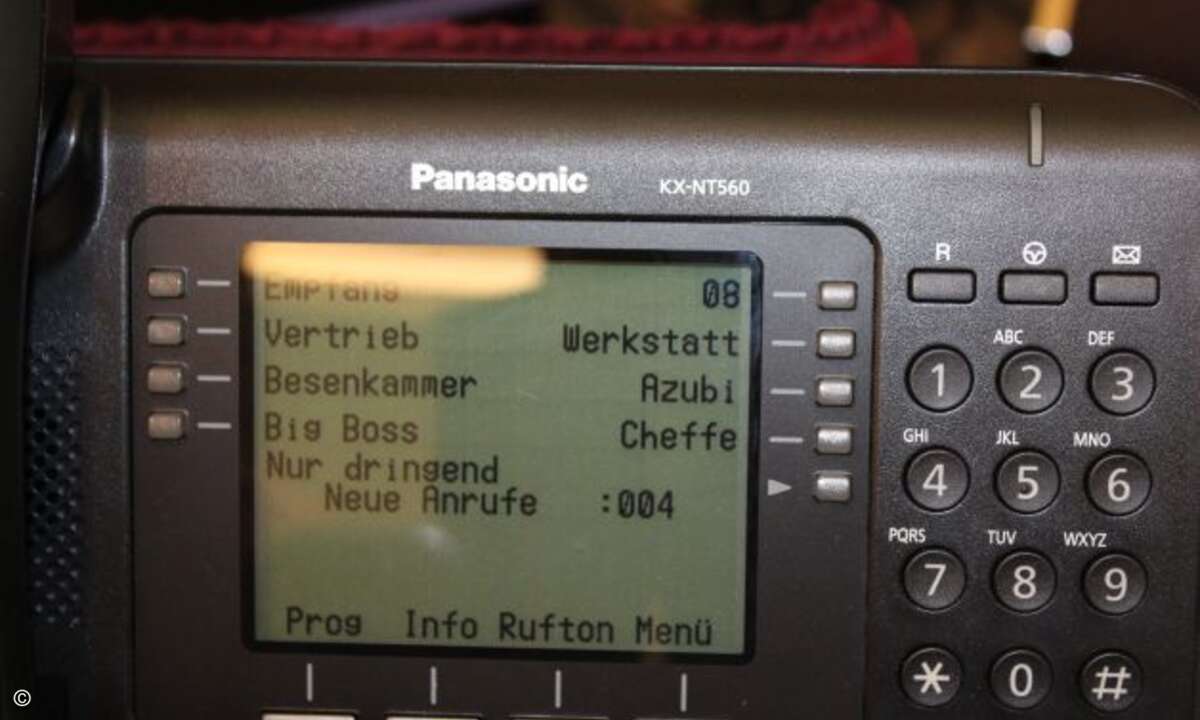 Panasonic KX-NT560
Empfang 08
Vertrieb Werkstatt
Besenkammer Azubi
Big Boss Cheffe
Nur dringend
Neue Anrufe :004
Prog Info Rufton Menü
R
ABC DEF
1 2 3
GHI JKL MNO
4 5 6
PQRS TUV WXYZ
7 8 9
* 0 #
©